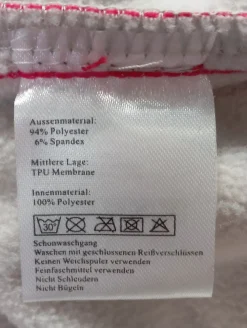 Aussenmaterial:
94% Polyester
6% Spandex
Mittlere Lage:
TPU Membrane
Innenmaterial:
100% Polyester
30°
Schonwaschgang
Waschen mit geschlossenen Reißverschlüssen
Keinen Weichspüler verwenden
Feinfaschmittel verwenden
Nicht Schleudern
Nicht Bügeln